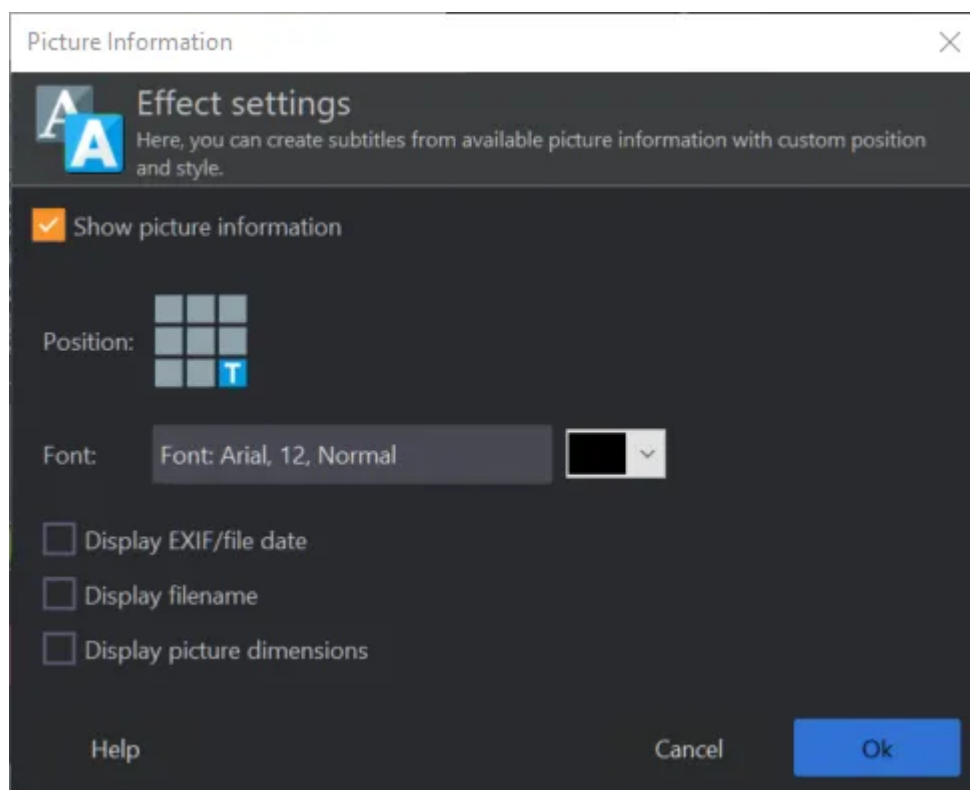 Picture Information
Effect settings
Here, you can create subtitles from available picture information with custom position
and style.
Show picture information
Position:
T
Font:
Font: Arial, 12, Normal
Display EXIF/file date
Display filename
Display picture dimensions
Help
Cancel
Ok